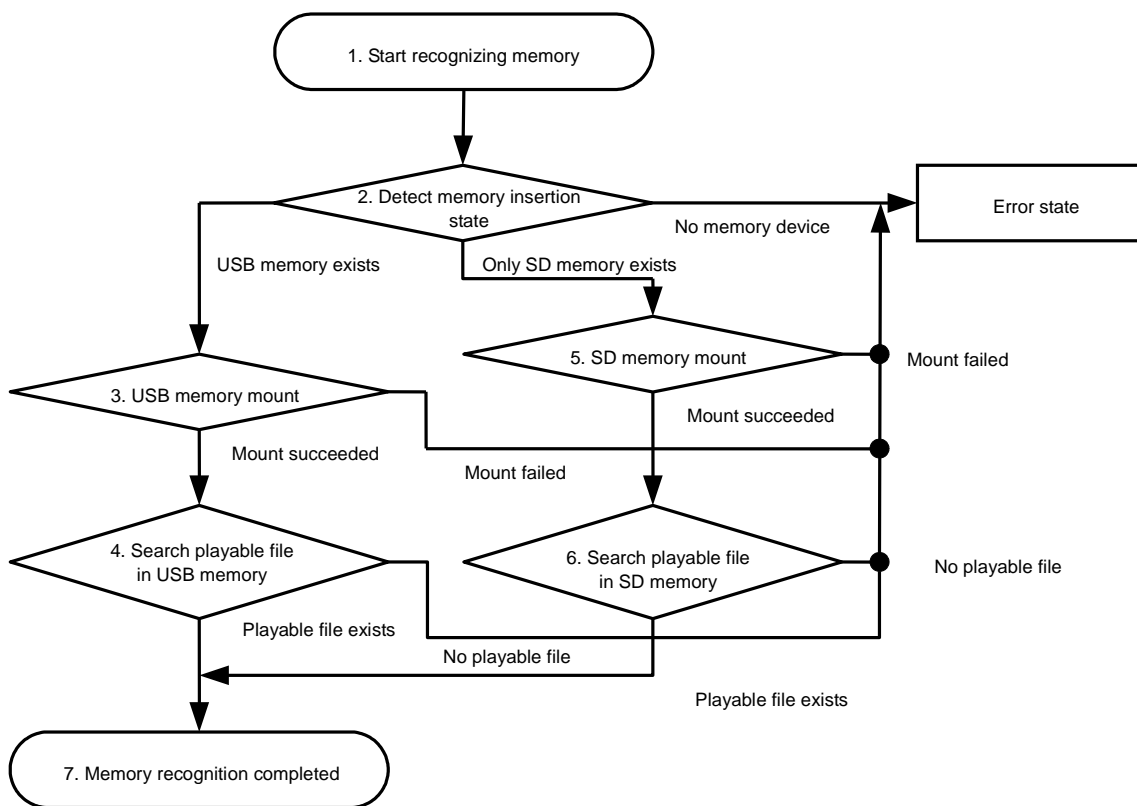 1. Start recognizing memory
2. Detect memory insertion
state
Error state
No memory device
USB memory exists
Only SD memory exists
5. SD memory mount
Mount failed
3. USB memory mount
Mount succeeded
Mount succeeded
Mount failed
4. Search playable file
in USB memory
6. Search playable file
in SD memory
No playable file
Playable file exists
No playable file
Playable file exists
7. Memory recognition completed